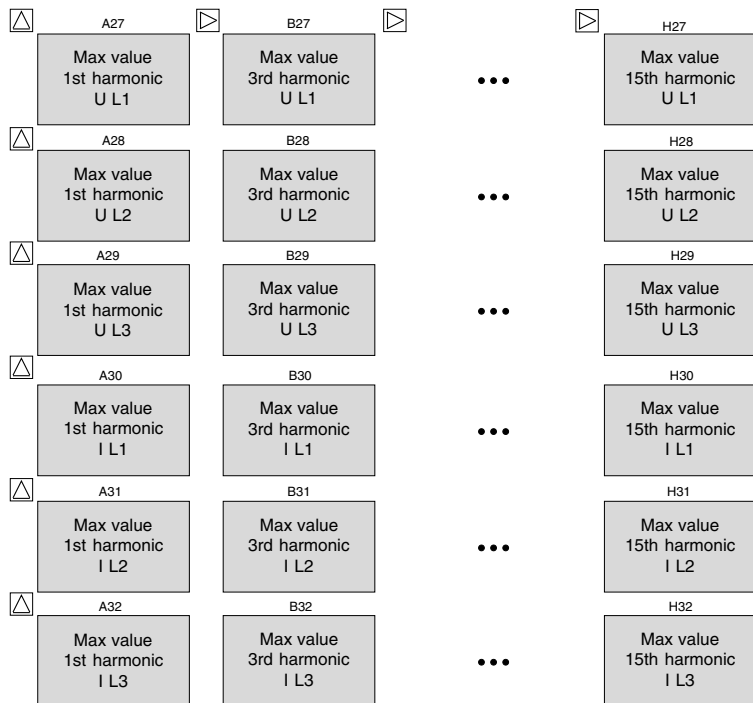 A27
B27
H27
Max value
1st harmonic
U L1
Max value
3rd harmonic
U L1
•••
Max value
15th harmonic
U L1
A28
B28
H28
Max value
1st harmonic
U L2
Max value
3rd harmonic
U L2
•••
Max value
15th harmonic
U L2
A29
B29
H29
Max value
1st harmonic
U L3
Max value
3rd harmonic
U L3
•••
Max value
15th harmonic
U L3
A30
B30
H30
Max value
1st harmonic
I L1
Max value
3rd harmonic
I L1
•••
Max value
15th harmonic
I L1
A31
B31
H31
Max value
1st harmonic
I L2
Max value
3rd harmonic
I L2
•••
Max value
15th harmonic
I L2
A32
B32
H32
Max value
1st harmonic
I L3
Max value
3rd harmonic
I L3
•••
Max value
15th harmonic
I L3